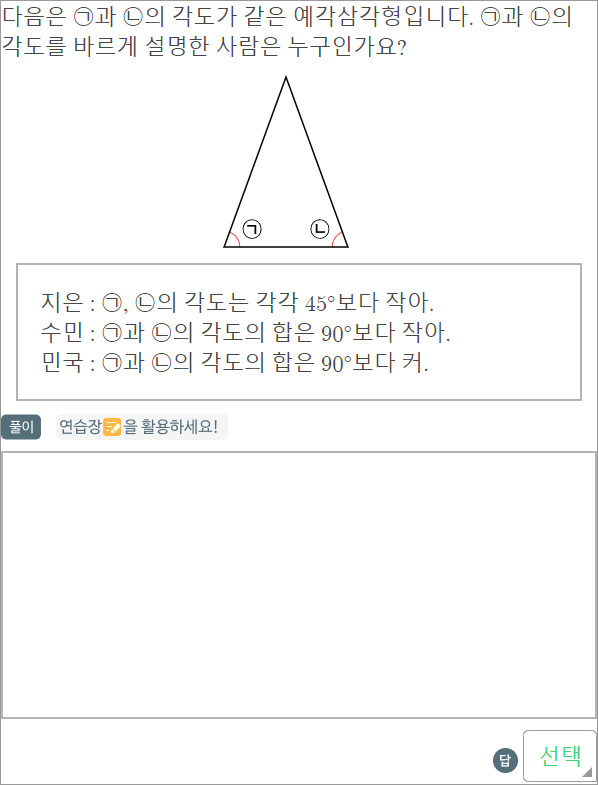 다음은 ㉠과 ㉡의 각도가 같은 예각삼각형입니다. ㉠과 ㉡의
각도를 바르게 설명한 사람은 누구인가요?
㉠ ㉡
지은 : ㉠, ㉡의 각도는 각각 45°보다 작아.
수민 : ㉠과 ㉡의 각도의 합은 90°보다 작아.
민국 : ㉠과 ㉡의 각도의 합은 90°보다 커.
풀이 연습장을 활용하세요!
답 선택